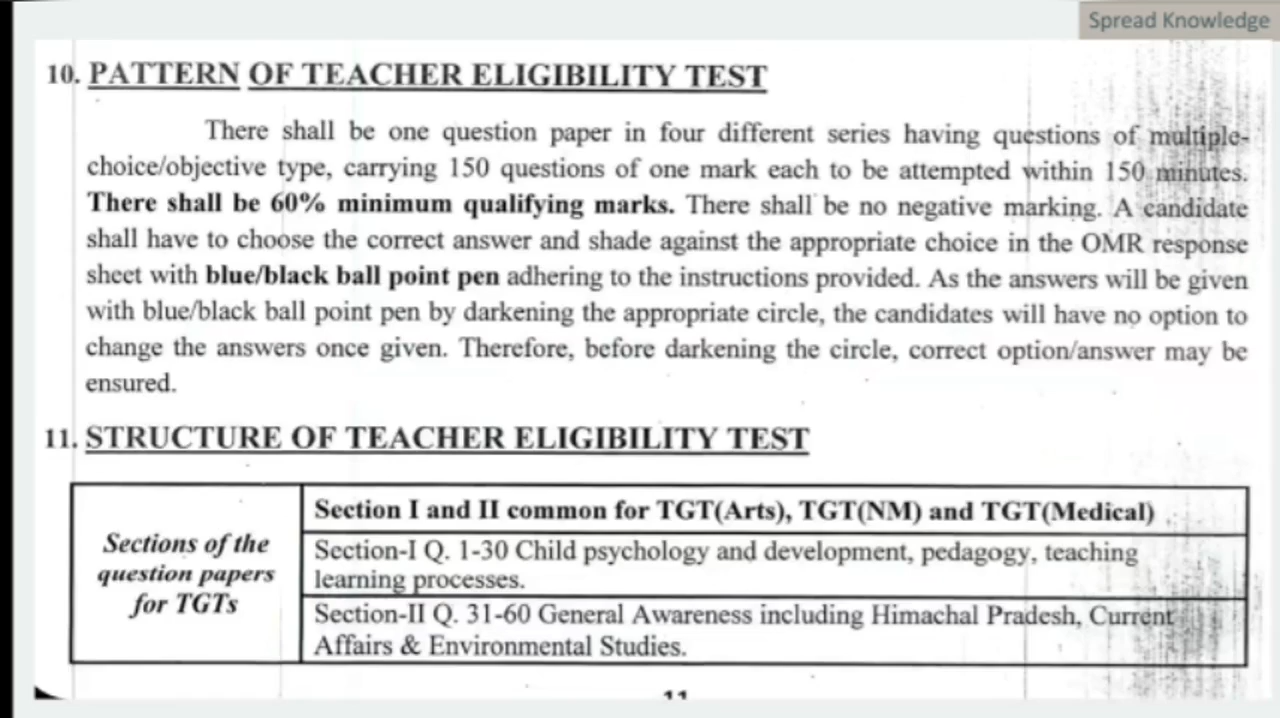 Spread Knowledge
10. PATTERN OF TEACHER ELIGIBILITY TEST
There shall be one question paper in four different series having questions of multiple-
choice/objective type, carrying 150 questions of one mark each to be attempted within 150 minutes.
There shall be 60% minimum qualifying marks. There shall be no negative marking. A candidate
shall have to choose the correct answer and shade against the appropriate choice in the OMR response
sheet with blue/black ball point pen adhering to the instructions provided. As the answers will be given
with blue/black ball point pen by darkening the appropriate circle, the candidates will have no option to
change the answers once given. Therefore, before darkening the circle, correct option/answer may be
ensured.
11. STRUCTURE OF TEACHER ELIGIBILITY TEST
Sections of the
question papers
for TGTs
Section I and II common for TGT(Arts), TGT(NM) and TGT(Medical)
Section-I Q. 1-30 Child psychology and development, pedagogy, teaching
learning processes.
Section-II Q. 31-60 General Awareness including Himachal Pradesh, Current
Affairs & Environmental Studies.